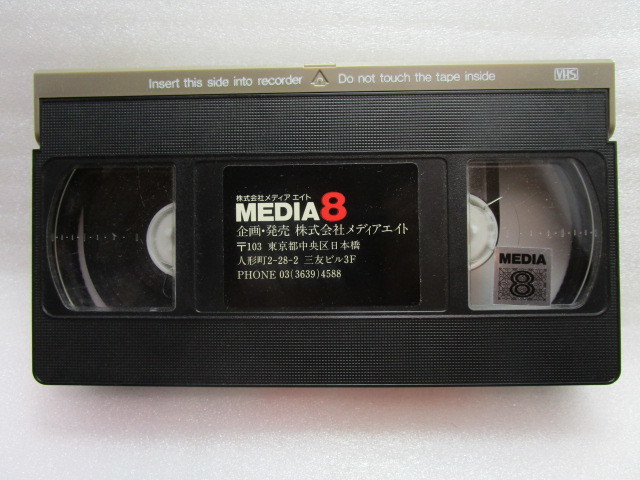 Insert this side into recorder △ Do not touch the tape inside VHS
株式会社メディアエイト
MEDIA8
企画・発売 株式会社メディアエイト
〒103 東京都中央区日本橋
人形町2-28-2 三友ビル3F
PHONE 03(3639)4588
MEDIA
8